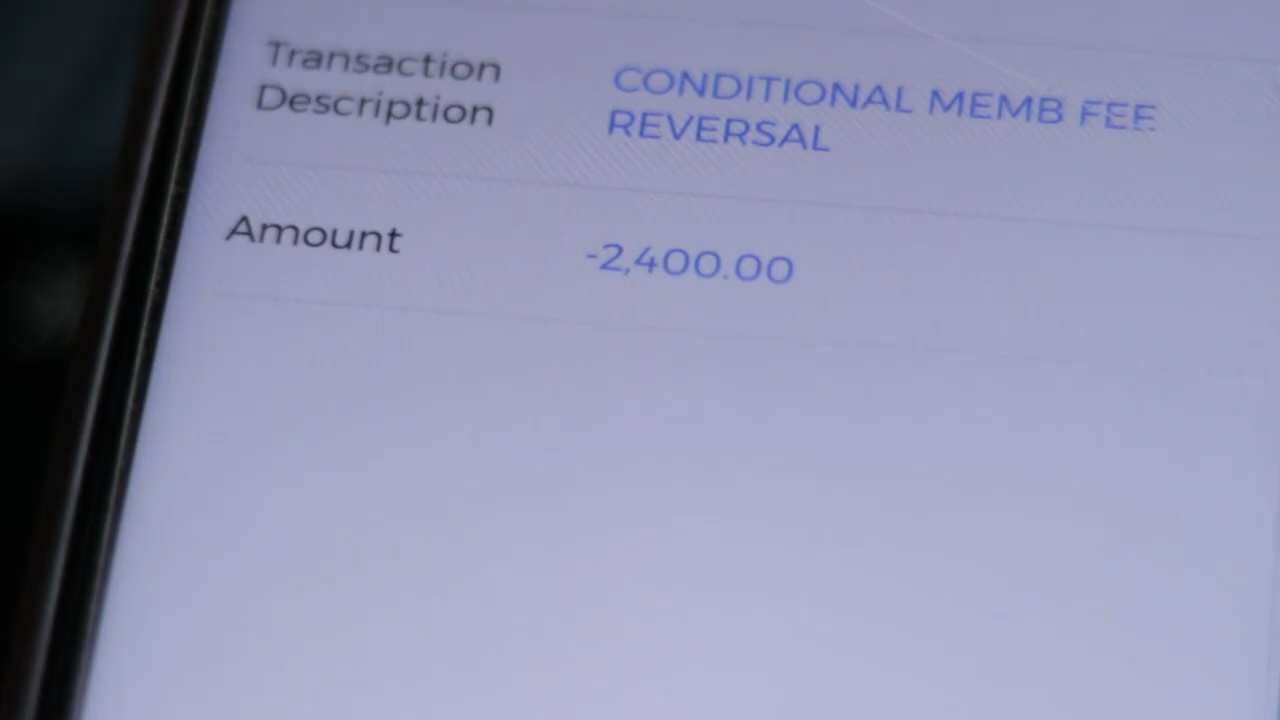 Transaction
Description
CONDITIONAL MEMB FEE
REVERSAL
Amount
-2,400.00